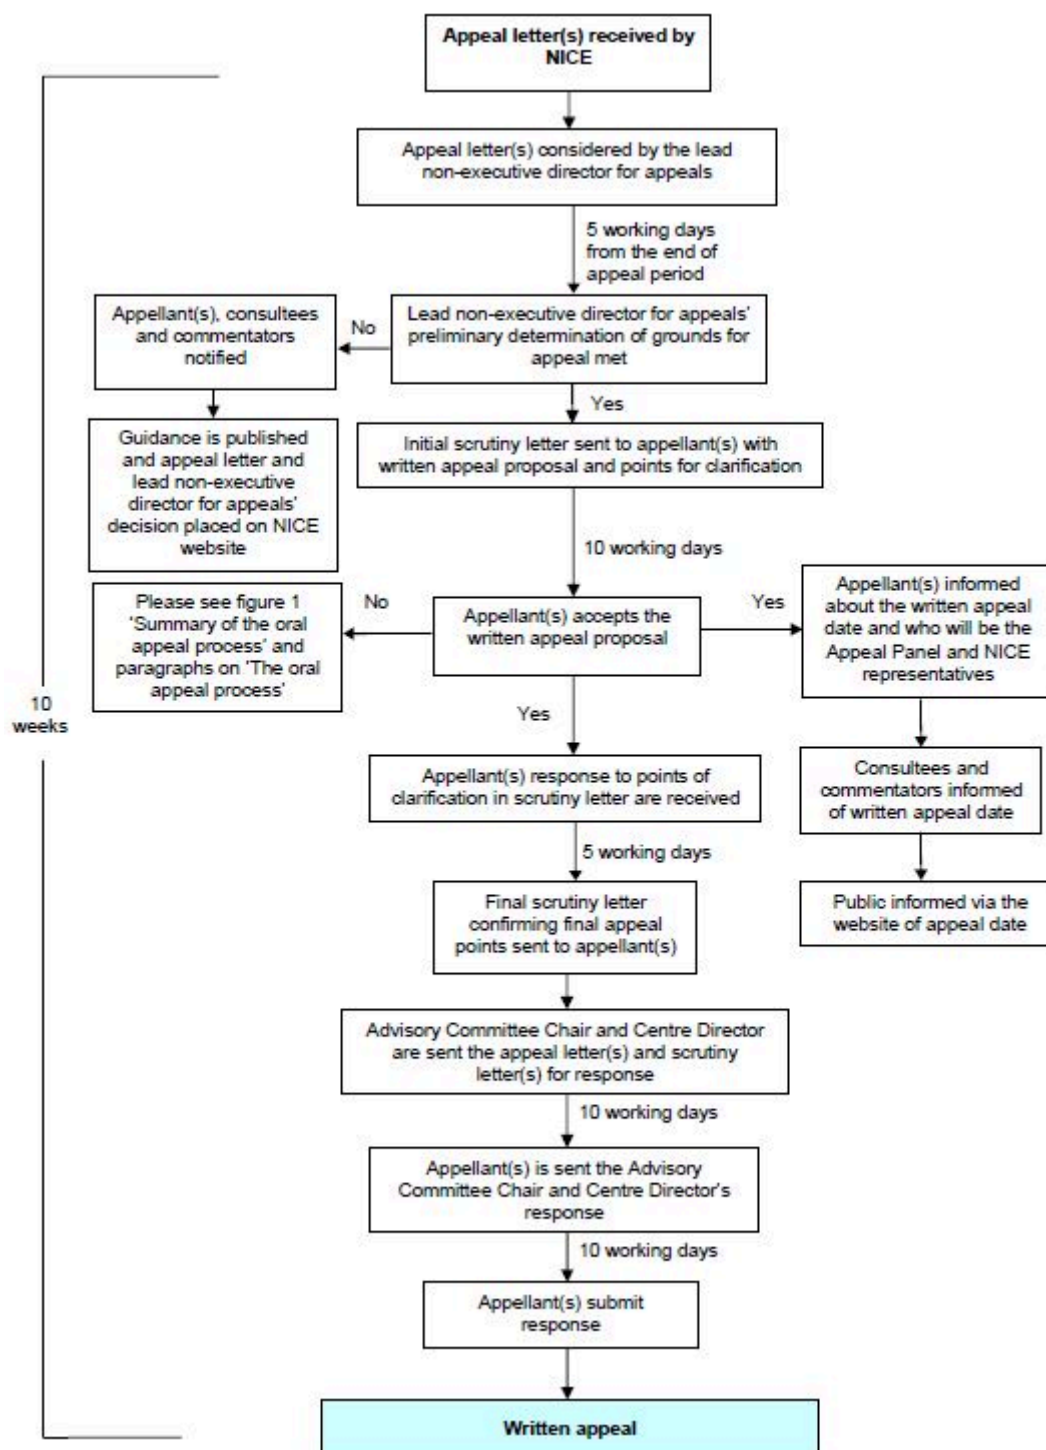 Appeal letter(s) received by
NICE
Appeal letter(s) considered by the lead
non-executive director for appeals
5 working days
from the end of
appeal period
Lead non-executive director for appeals'
preliminary determination of grounds for
appeal met
No
Appellant(s), consultees
and commentators
notified
Guidance is published
and appeal letter and
lead non-executive
director for appeals'
decision placed on NICE
website
Yes
Initial scrutiny letter sent to appellant(s) with
written appeal proposal and points for clarification
10 working days
Appellant(s) accepts the
written appeal proposal
No
Please see figure 1
'Summary of the oral
appeal process' and
paragraphs on 'The oral
appeal process'
Yes
Appellant(s) informed
about the written appeal
date and who will be the
Appeal Panel and NICE
representatives
Consultees and
commentators informed
of written appeal date
Public informed via the
website of appeal date
10
weeks
Yes
Appellant(s) response to points of
clarification in scrutiny letter are received
5 working days
Final scrutiny letter
confirming final appeal
points sent to appellant(s)
Advisory Committee Chair and Centre Director
are sent the appeal letter(s) and scrutiny
letter(s) for response
10 working days
Appellant(s) is sent the Advisory
Committee Chair and Centre Director's
response
10 working days
Appellant(s) submit
response
Written appeal